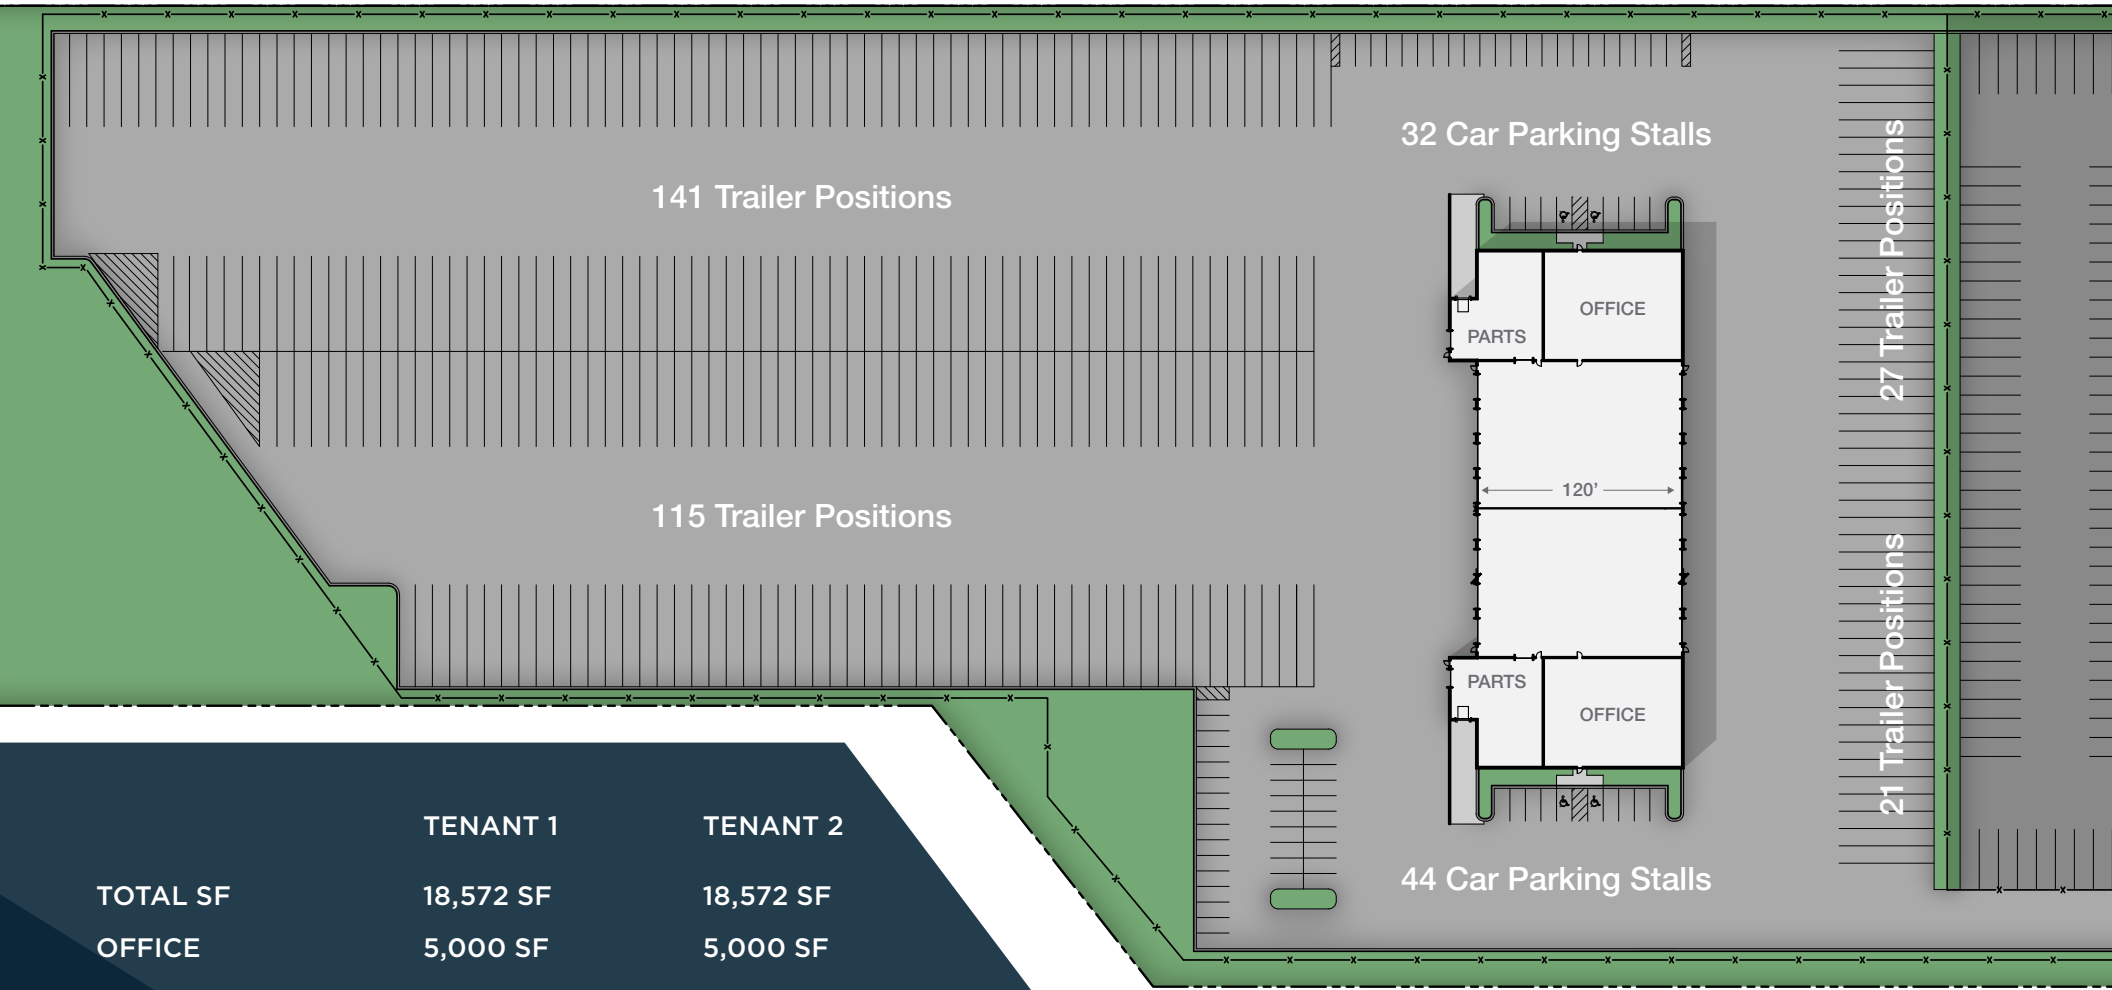 32 Car Parking Stalls
141 Trailer Positions
27 Trailer Positions
OFFICE
PARTS
120'
115 Trailer Positions
21 Trailer Positions
PARTS
OFFICE
44 Car Parking Stalls
TENANT 1 TENANT 2
TOTAL SF 18,572 SF 18,572 SF
OFFICE 5,000 SF 5,000 SF